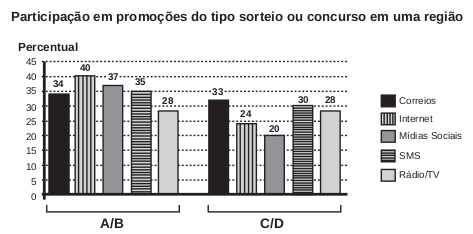 Participação em promoções do tipo sorteio ou concurso em uma região
Percentual
45
40
35
30
25
20
15
10
5
0
34
40
37
35
28
33
24
20
30
28
A/B
C/D
Correios
Internet
Mídias Sociais
SMS
Rádio/TV